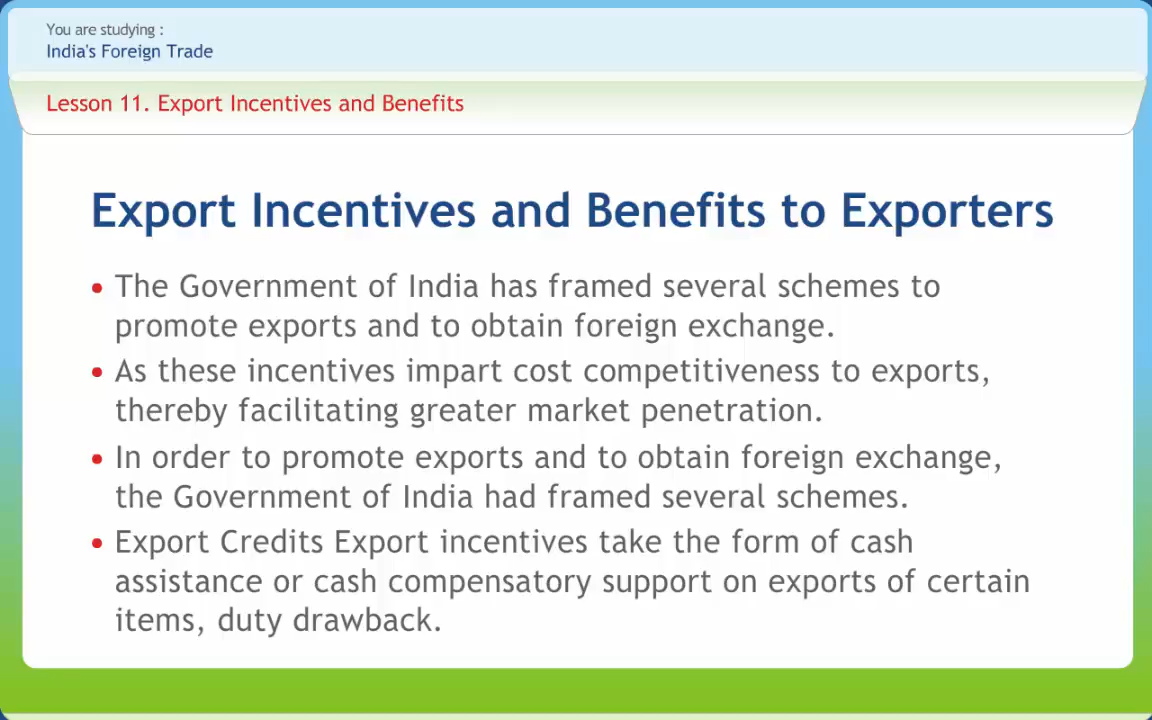 You are studying :
India's Foreign Trade
Lesson 11. Export Incentives and Benefits
Export Incentives and Benefits to Exporters
• The Government of India has framed several schemes to
promote exports and to obtain foreign exchange.
• As these incentives impart cost competitiveness to exports,
thereby facilitating greater market penetration.
• In order to promote exports and to obtain foreign exchange,
the Government of India had framed several schemes.
• Export Credits Export incentives take the form of cash
assistance or cash compensatory support on exports of certain
items, duty drawback.